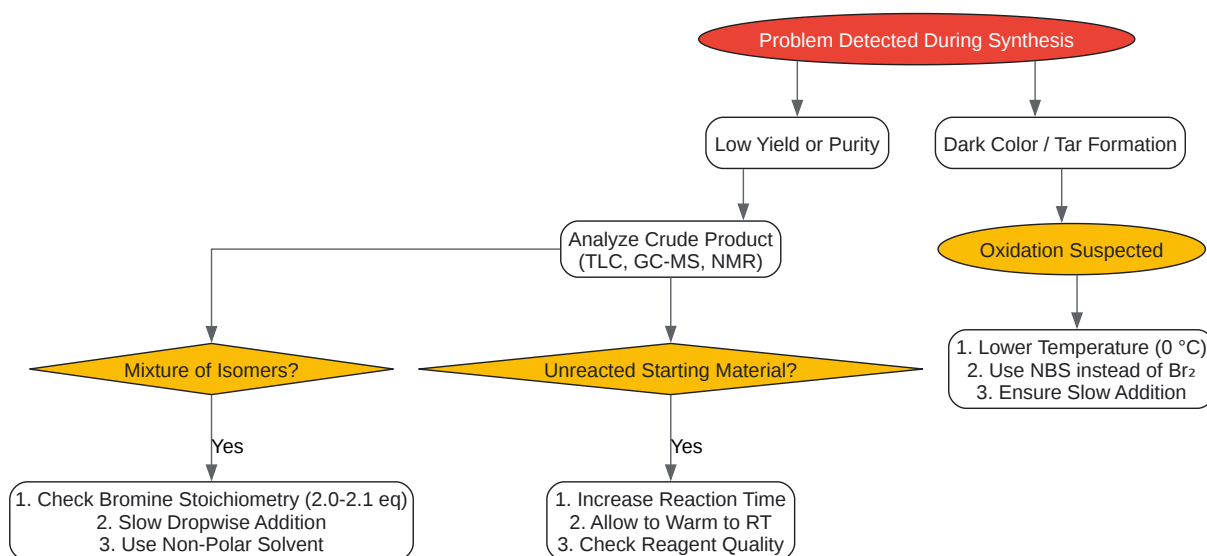 Problem Detected During Synthesis
Low Yield or Purity
Dark Color / Tar Formation
Analyze Crude Product
(TLC, GC-MS, NMR)
Oxidation Suspected
Mixture of Isomers?
Unreacted Starting Material?
1. Lower Temperature (0 °C)
2. Use NBS instead of Br₂
3. Ensure Slow Addition
Yes
Yes
1. Check Bromine Stoichiometry (2.0-2.1 eq)
2. Slow Dropwise Addition
3. Use Non-Polar Solvent
1. Increase Reaction Time
2. Allow to Warm to RT
3. Check Reagent Quality